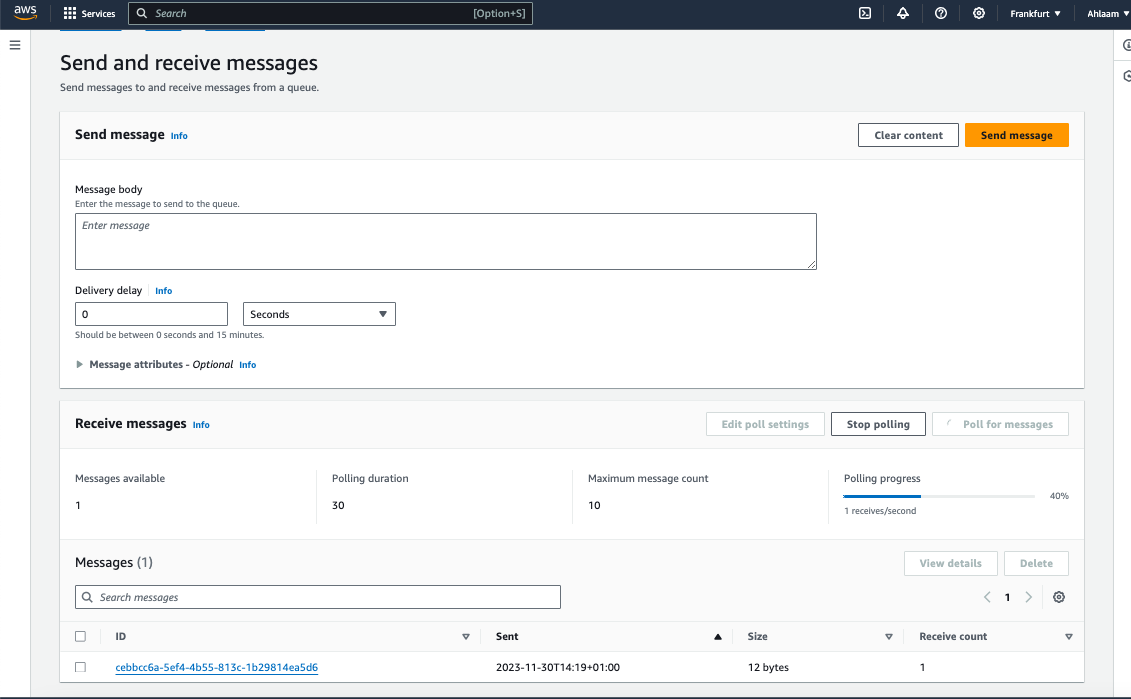 aws Services Search [Option+S] Frankfurt Ahlaam
Send and receive messages
Send messages to and receive messages from a queue.
Send message Info Clear content Send message
Message body
Enter the message to send to the queue.
Enter message
Delivery delay Info
0 Seconds
Should be between 0 seconds and 15 minutes.
Message attributes - Optional Info
Receive messages Info Edit poll settings Stop polling Poll for messages
Messages available Polling duration Maximum message count Polling progress
1 30 10 40%
1 receives/second
Messages (1) View details Delete
Search messages 1
ID Sent Size Receive count
cebbcc6a-5ef4-4b55-813c-1b29814ea5d6 2023-11-30T14:19+01:00 12 bytes 1